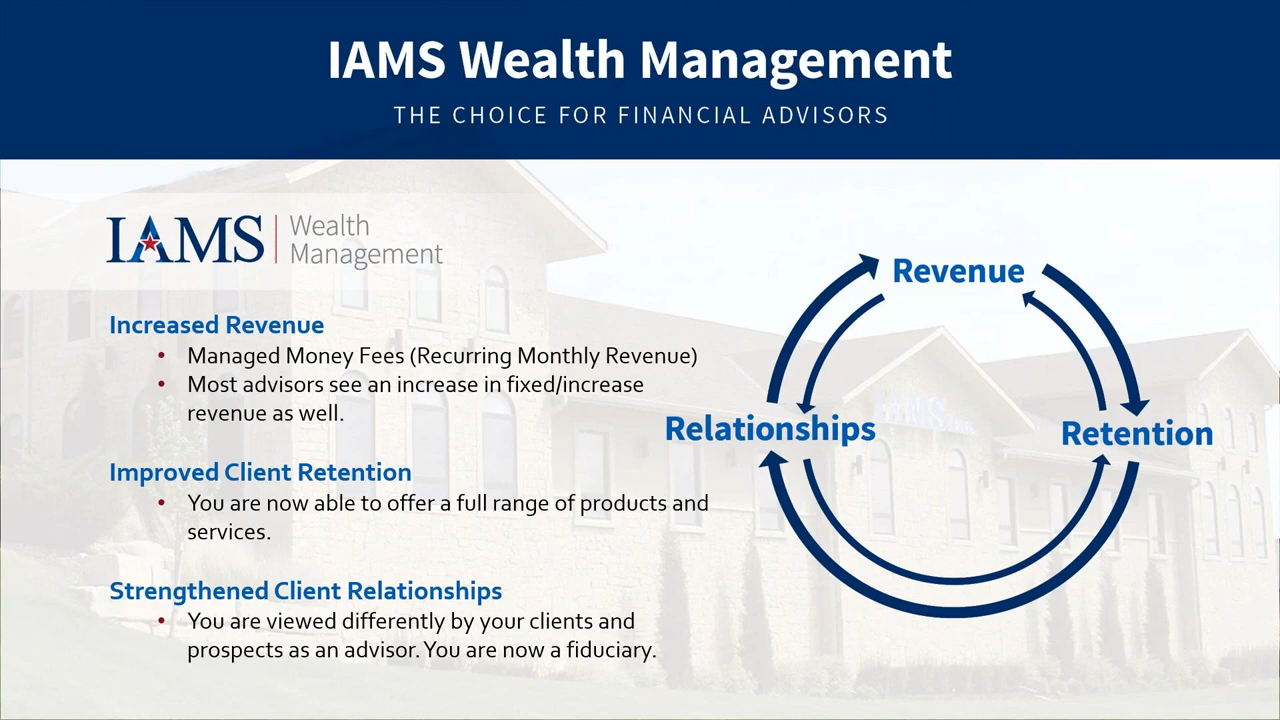 IAMS Wealth Management
THE CHOICE FOR FINANCIAL ADVISORS
IAMS
Wealth
Management
Increased Revenue
• Managed Money Fees (Recurring Monthly Revenue)
• Most advisors see an increase in fixed/increase
revenue as well.
Improved Client Retention
• You are now able to offer a full range of products and
services.
Strengthened Client Relationships
• You are viewed differently by your clients and
prospects as an advisor. You are now a fiduciary.
Revenue
Relationships
Retention
IAMS